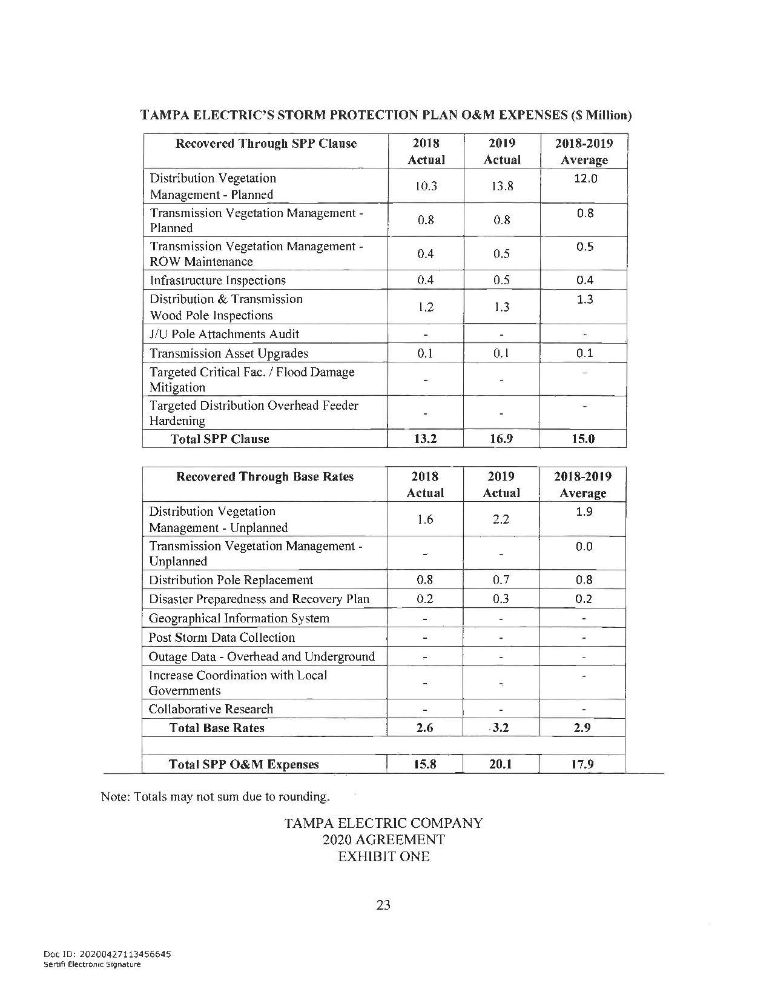 TAMPA ELECTRIC'S STORM PROTECTION PLAN O&M EXPENSES ($ Million)
Recovered Through SPP Clause 2018 2019 2018-2019
Actual Actual Average
Distribution Vegetation 12.0
10.3 13.8
Management - Planned
Transmission Vegetation Management - 0.8
0.8 0.8
Planned
Transmission Vegetation Management - 0.5
0.4 0.5
ROW Maintenance
Infrastructure Inspections 0.4 0.5 0.4
Distribution & Transmission 1.3
1.2 1.3
Wood Pole Inspections
J/U Pole Attachments Audit - - -
Transmission Asset Upgrades 0.1 0.1 0.1
Targeted Critical Fac. / Flood Damage -
- -
Mitigation
Targeted Distribution Overhead Feeder -
- -
Hardening
Total SPP Clause 13.2 16.9 15.0
Recovered Through Base Rates 2018 2019 2018-2019
Actual Actual Average
Distribution Vegetation 1.9
1.6 2.2
Management - Unplanned
Transmission Vegetation Management - 0.0
- -
Unplanned
Distribution Pole Replacement 0.8 0.7 0.8
Disaster Preparedness and Recovery Plan 0.2 0.3 0.2
Geographical Information System - - -
Post Storm Data Collection - - -
Outage Data - Overhead and Underground - - -
Increase Coordination with Local -
- -
Governments
Collaborative Research - - -
Total Base Rates 2.6 3.2 2.9
Total SPP O&M Expenses 15.8 20.1 17.9
Note: Totals may not sum due to rounding.
TAMPA ELECTRIC COMPANY
2020 AGREEMENT
EXHIBIT ONE
23
Doc ID: 20200427113456645
Sertifi Electronic Signature